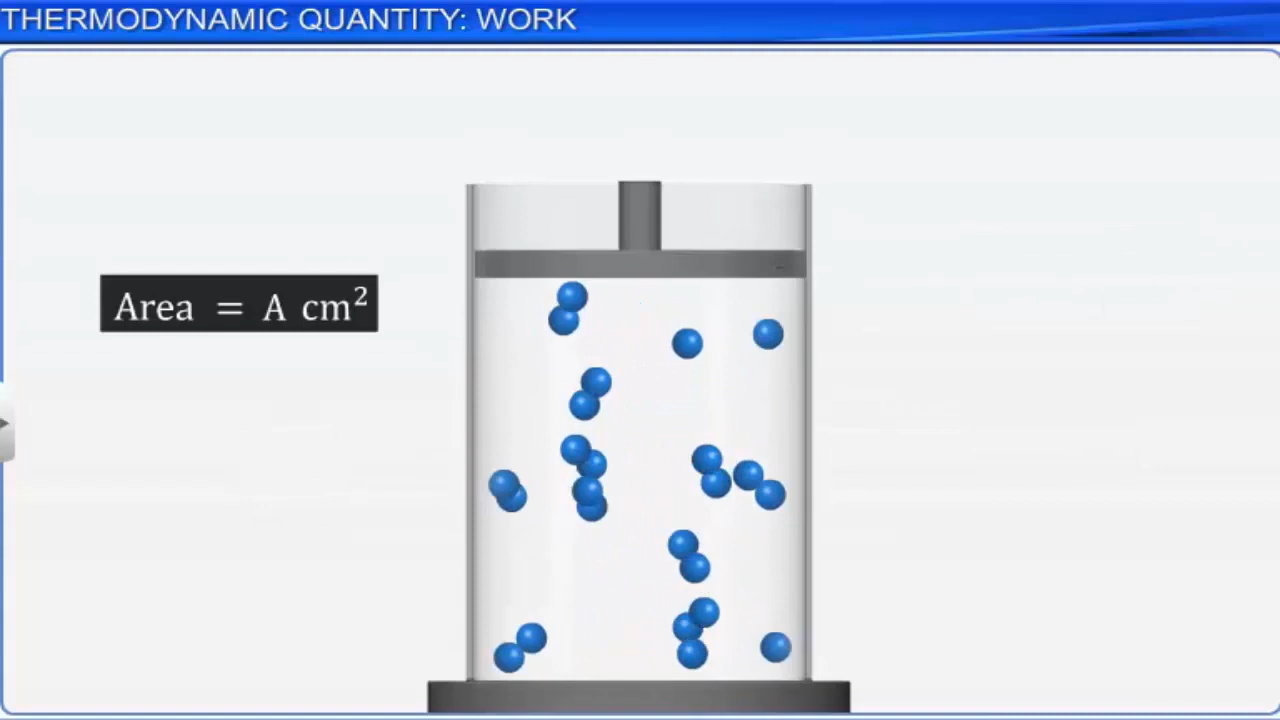 THERMODYNAMIC QUANTITY: WORK
Area = A cm²